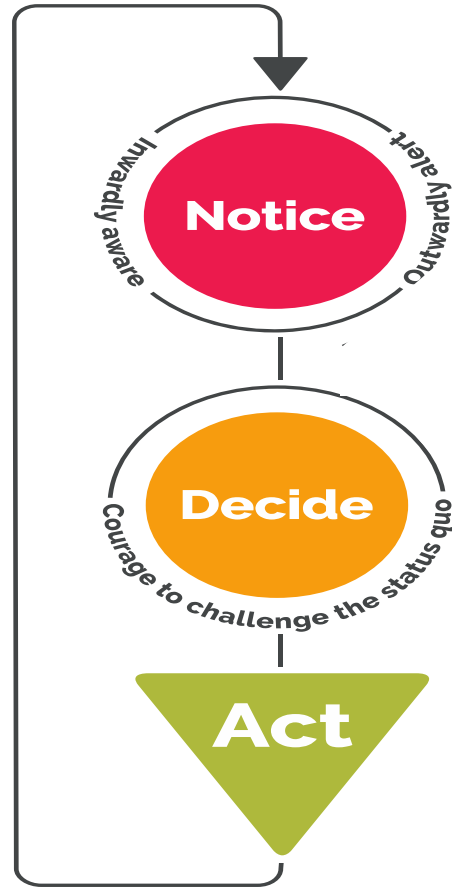 Inwardly aware
Notice
Outwardly alert
Decide
Courage to challenge the status quo
Act